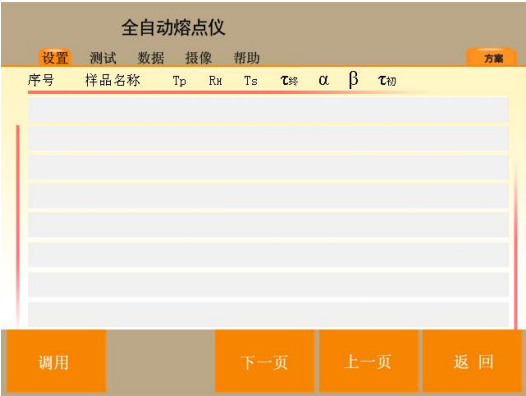 全自动熔点仪
设置 测试 数据 摄像 帮助 方案
序号 样品名称 Tp RH Ts τ终 α β τ初
调用 下一页 上一页 返 回